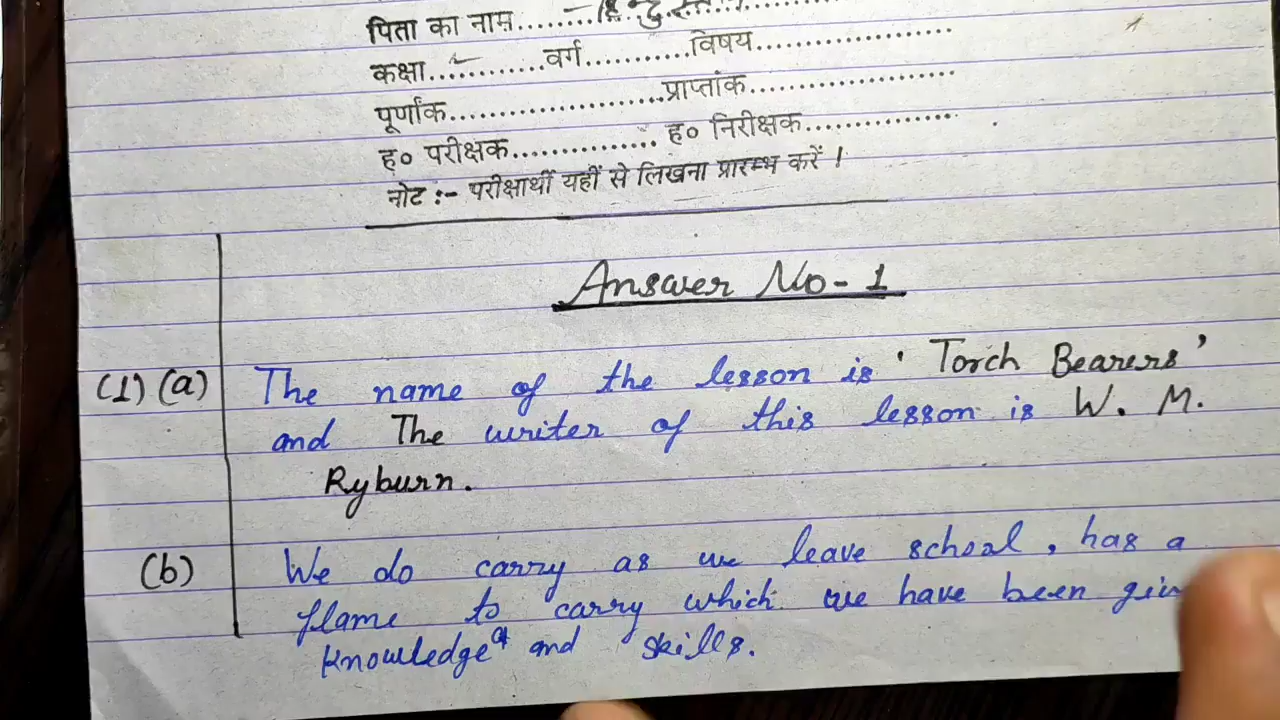 पिता का नाम........
कक्षा............वर्ग...........विषय....................
पूर्णांक......................प्राप्तांक.....................
ह० परीक्षक............... ह० निरीक्षक...............
नोट :- परीक्षार्थी यहीं से लिखना प्रारम्भ करें ।
Answer No - 1
(1) (a) The name of the lesson is ' Torch Bearers '
and The writer of this lesson is W. M.
Ryburn.
(b) We do carry as we leave school, has a
flame to carry which we have been
knowledge and skills.